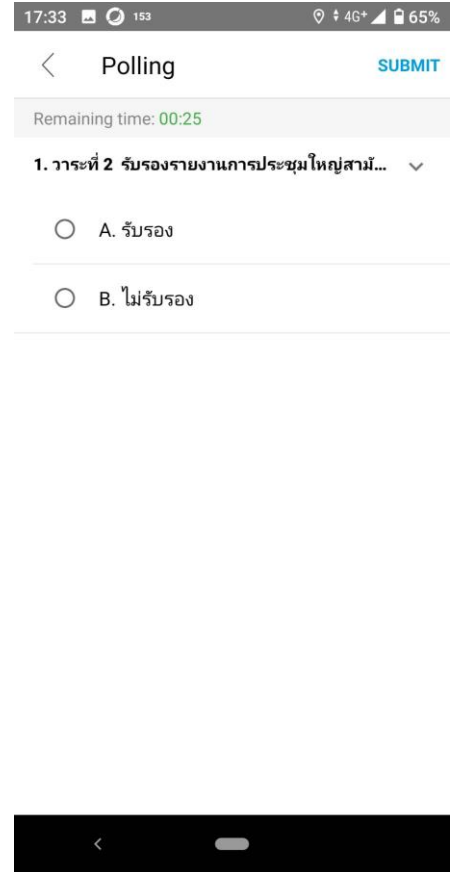 17:33 153 4G+ 65%
Polling SUBMIT
Remaining time: 00:25
1. วาระที่ 2 รับรองรายงานการประชุมใหญ่สามั...
A. รับรอง
B. ไม่รับรอง